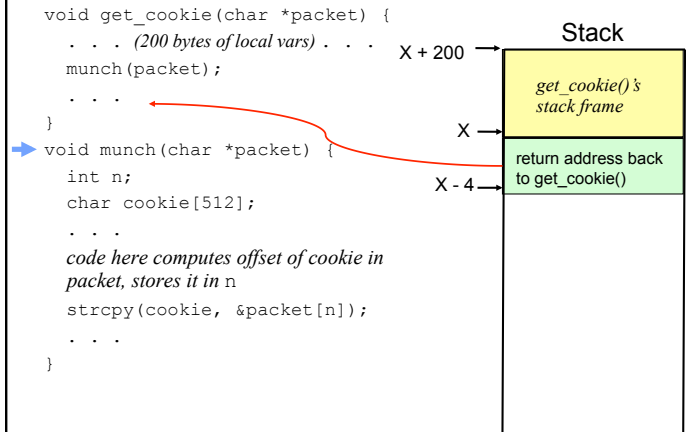 void get_cookie(char *packet) {
. . . (200 bytes of local vars) . . .
munch(packet);
. . .
}
void munch(char *packet) {
int n;
char cookie[512];
. . .
code here computes offset of cookie in
packet, stores it in n
strcpy(cookie, &packet[n]);
. . .
}
Stack
X + 200
get_cookie()'s
stack frame
X
return address back
to get_cookie()
X - 4